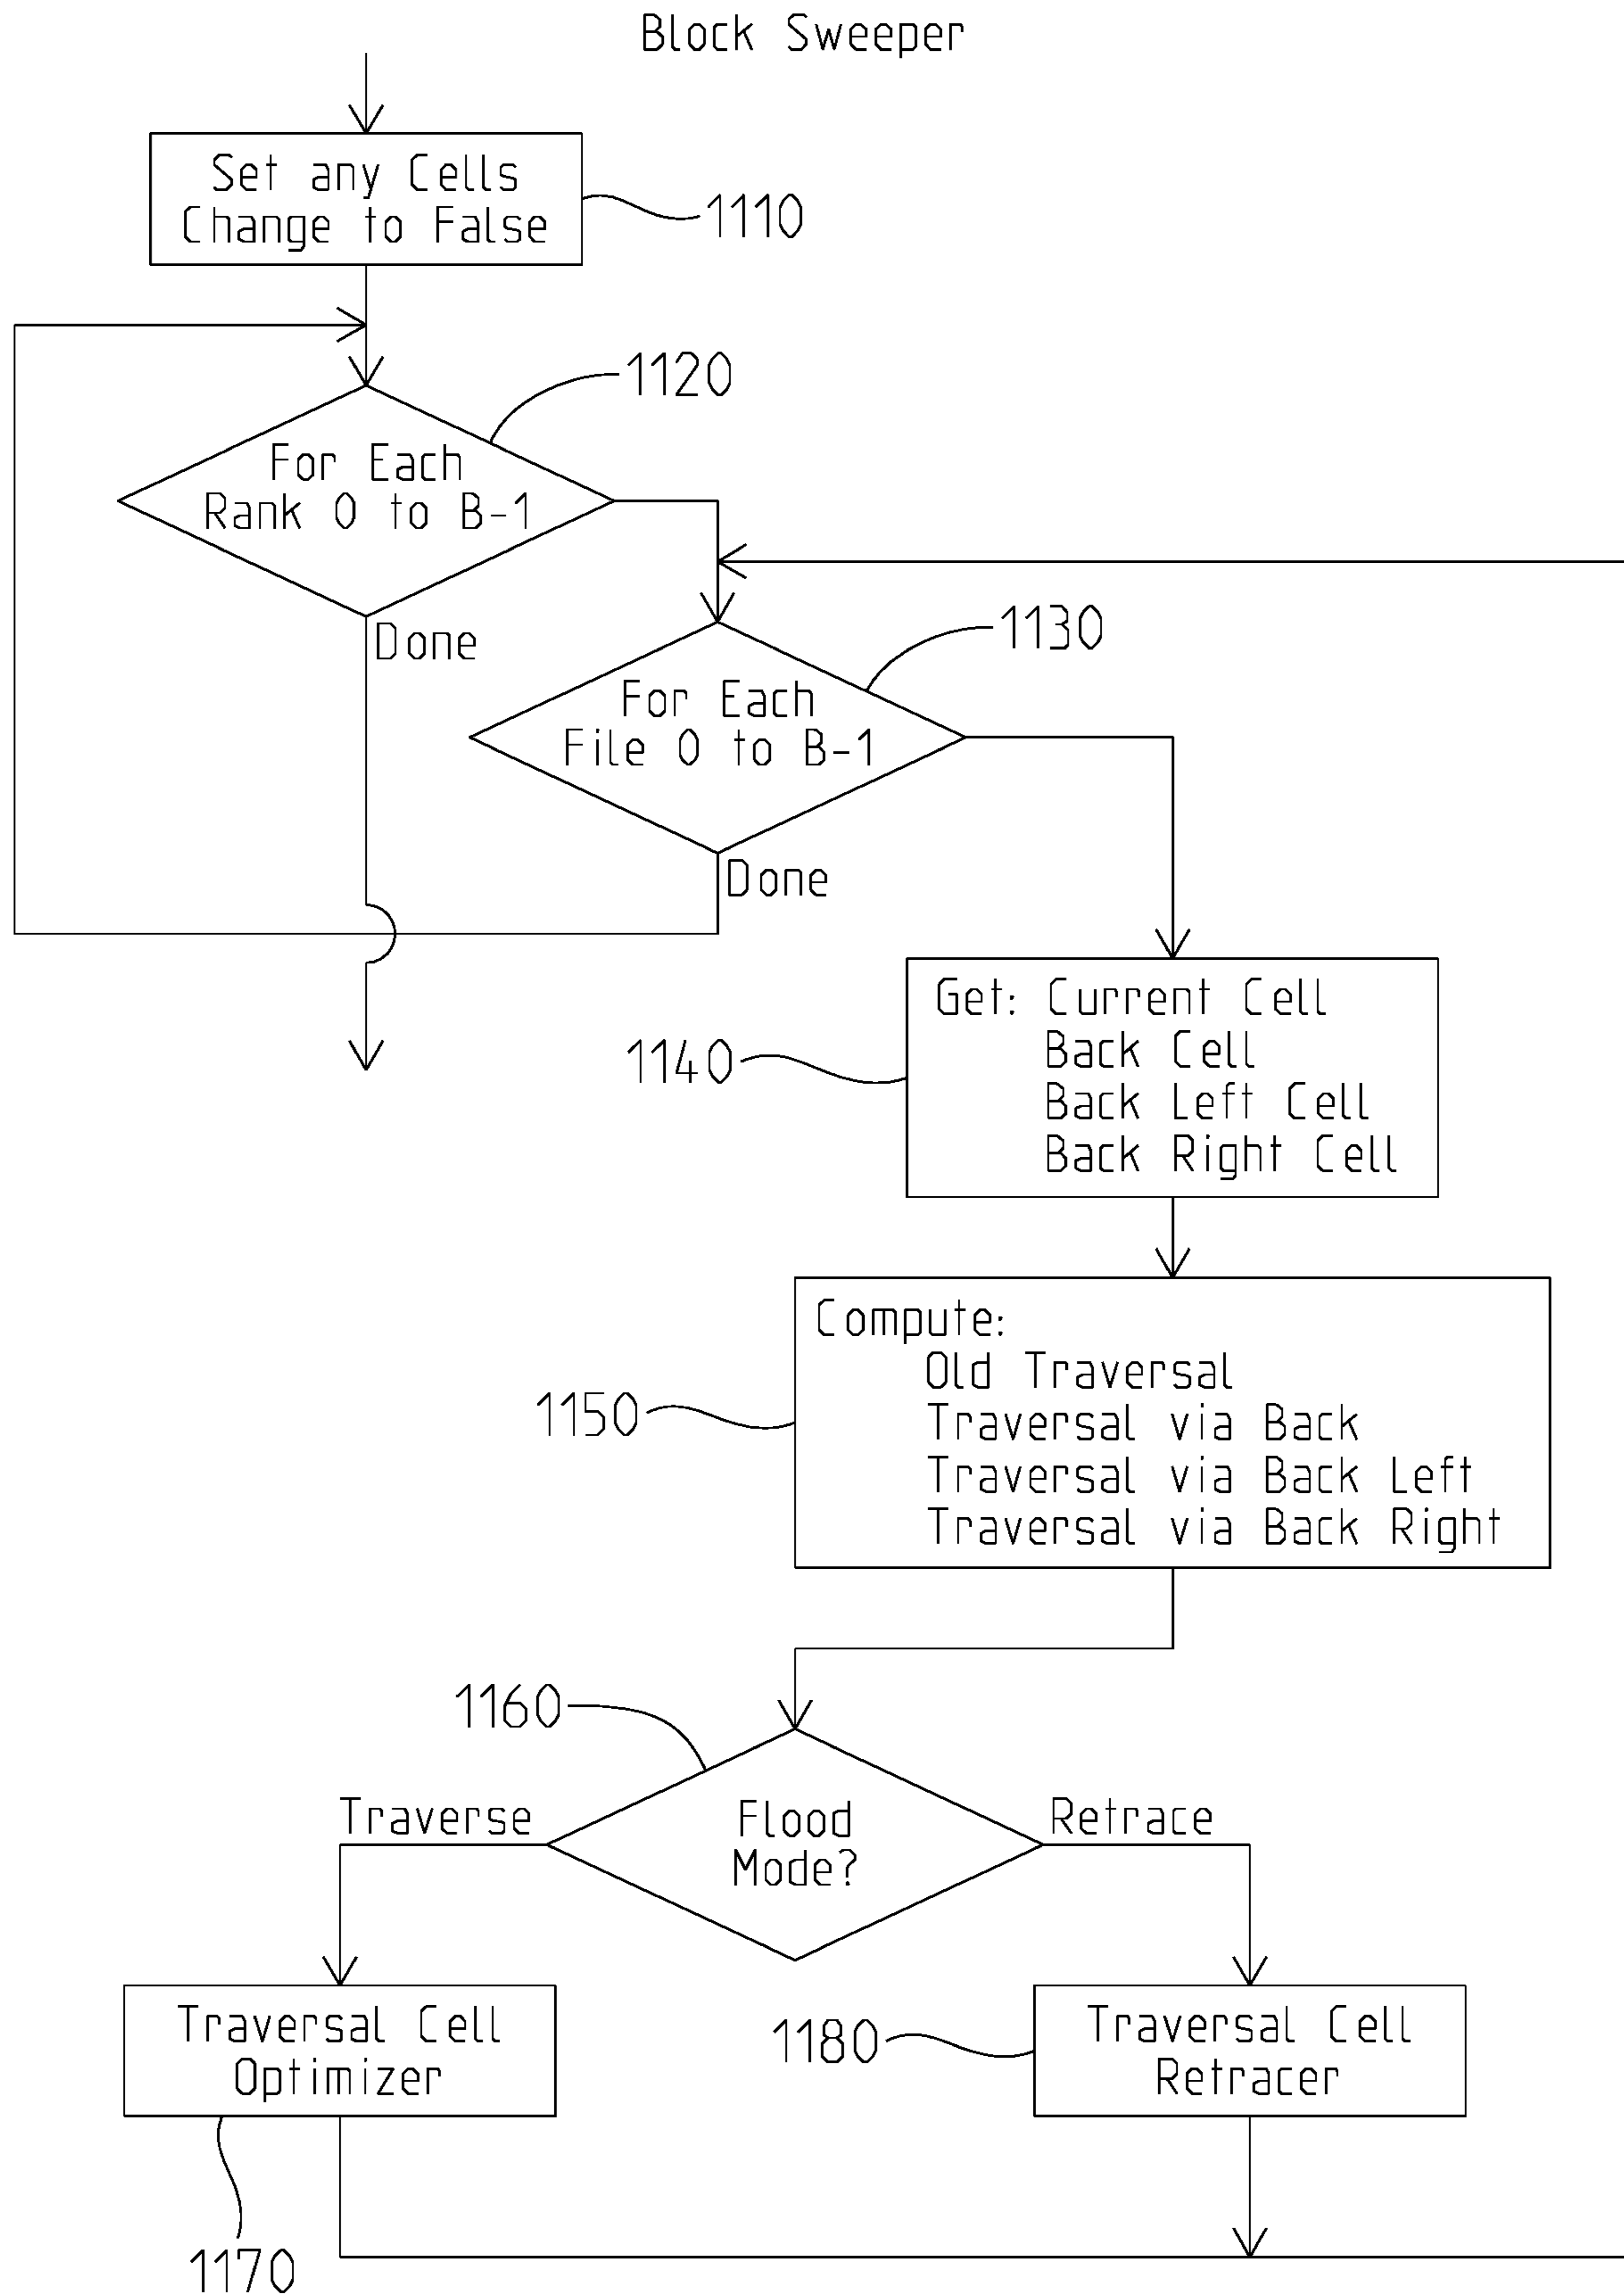 Block Sweeper
Set any Cells
Change to False
1110
1120
For Each
Rank 0 to B-1
Done
1130
For Each
File 0 to B-1
Done
Get: Current Cell
Back Cell
Back Left Cell
Back Right Cell
1140
Compute:
Old Traversal
Traversal via Back
Traversal via Back Left
Traversal via Back Right
1150
1160
Traverse
Flood
Mode?
Retrace
Traversal Cell
Optimizer
1180
Traversal Cell
Retracer
1170